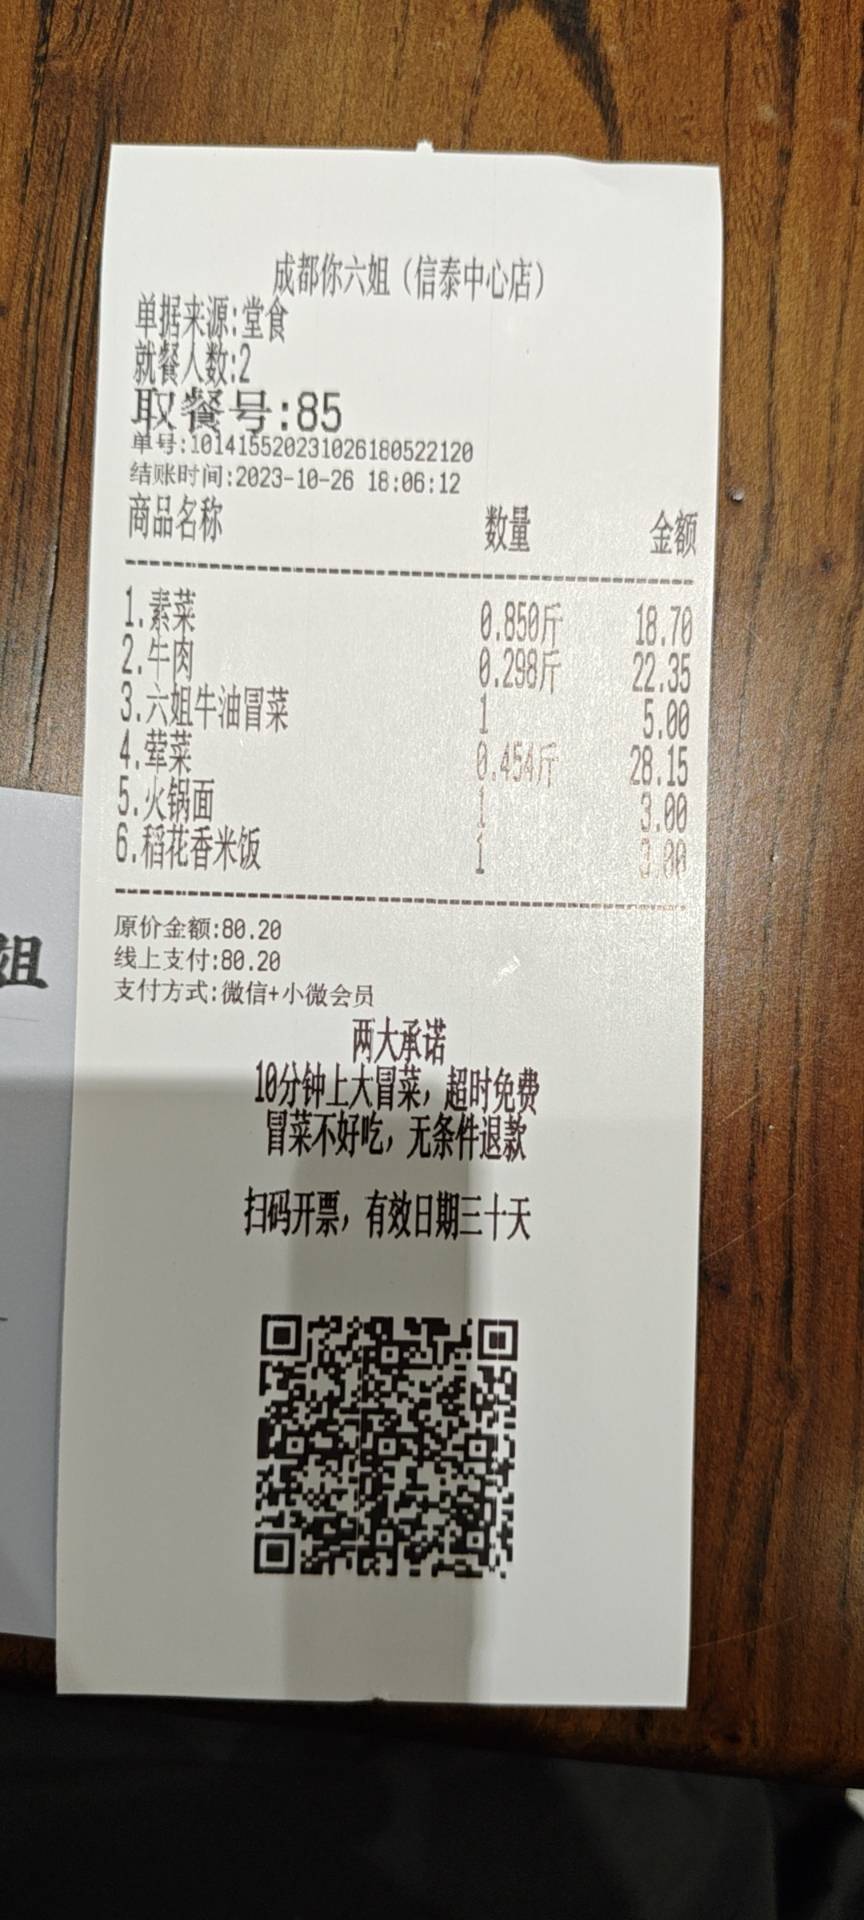 成都你六姐（信泰中心店）
单据来源:堂食
就餐人数:2
取餐号:85
单号:101415520231026180522120
结账时间:2023-10-26 18:06:12
商品名称 数量 金额
1.素菜 0.850斤 18.70
2.牛肉 0.298斤 22.35
3.六姐牛油冒菜 1 5.00
4.荤菜 0.454斤 28.15
5.火锅面 1 3.00
6.稻花香米饭 1 3.00
原价金额:80.20
线上支付:80.20
支付方式:微信+小微会员
两大承诺
10分钟上大冒菜，超时免费
冒菜不好吃，无条件退款
扫码开票，有效日期三十天
姐